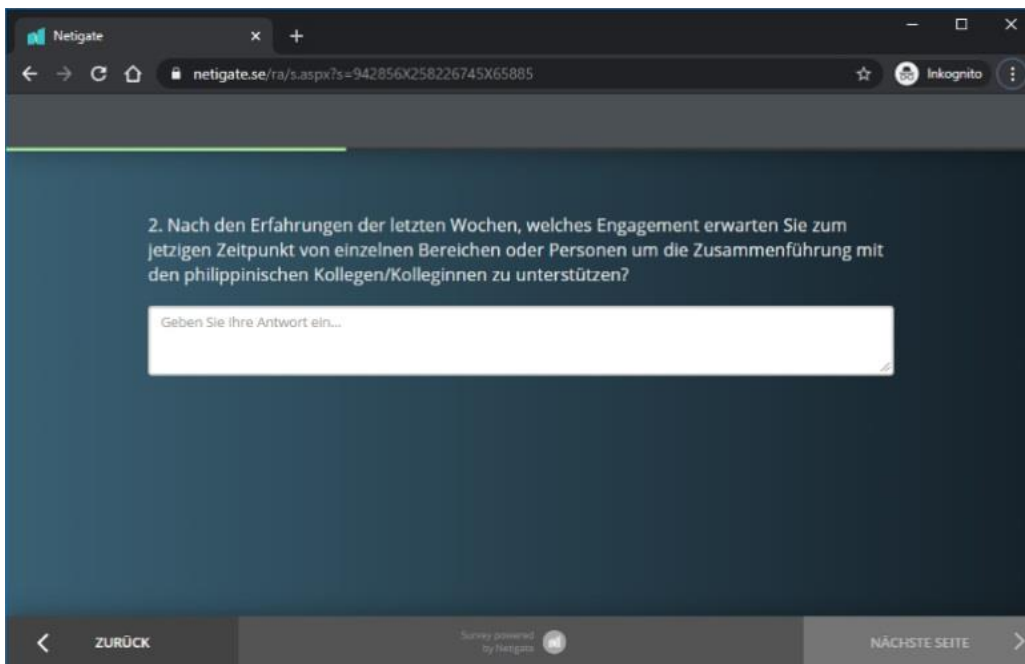 Netigate
netigate.se/ra/s.aspx?s=942856X258226745X65885
Inkognito
2. Nach den Erfahrungen der letzten Wochen, welches Engagement erwarten Sie zum
jetzigen Zeitpunkt von einzelnen Bereichen oder Personen um die Zusammenführung mit
den philippinischen Kollegen/Kolleginnen zu unterstützen?
Geben Sie Ihre Antwort ein...
ZURÜCK
Survey powered
by Netigate
NÄCHSTE SEITE